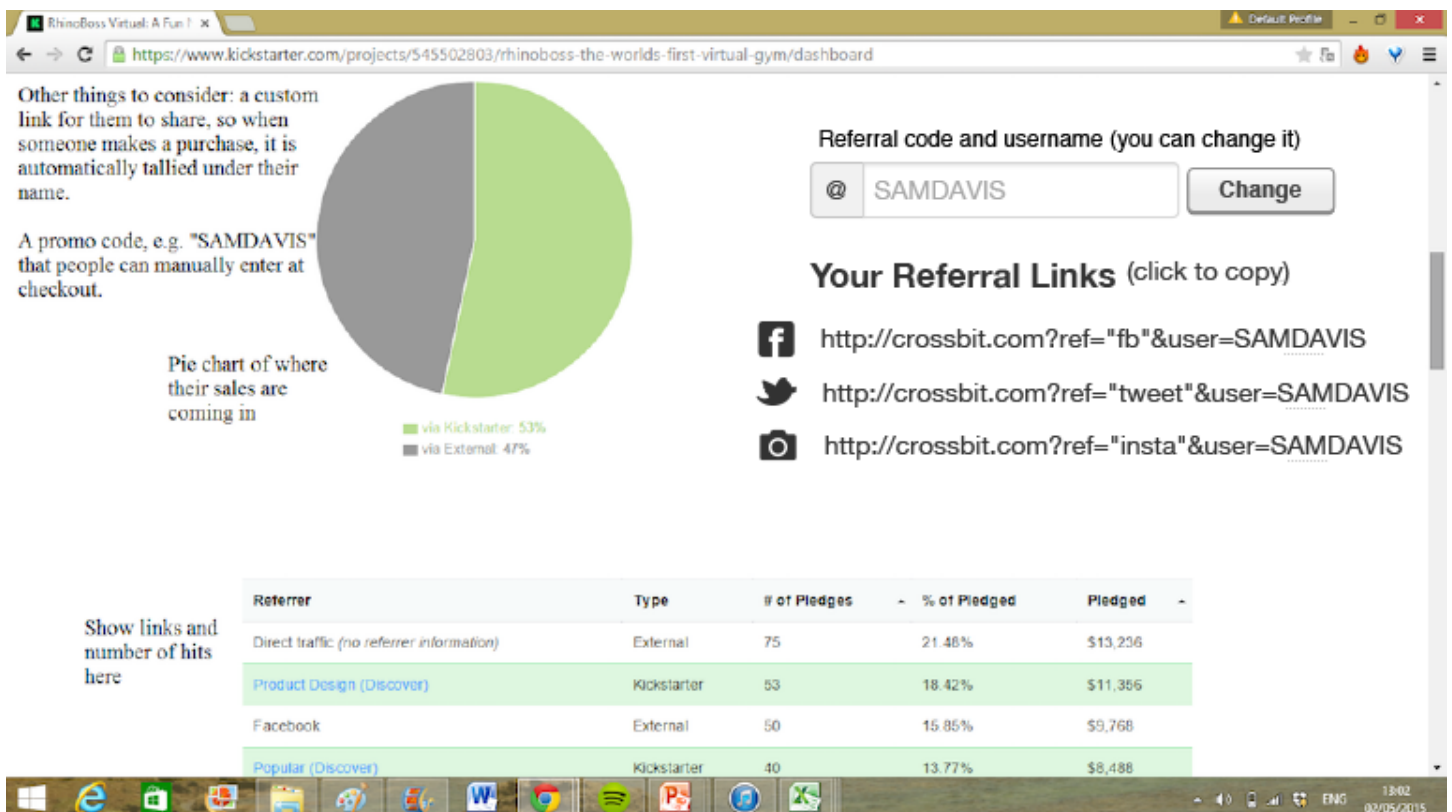 RhinoBoss Virtual: A Fun
Default Profile
https://www.kickstarter.com/projects/545502803/rhinoboss-the-worlds-first-virtual-gym/dashboard
Other things to consider: a custom
link for them to share, so when
someone makes a purchase, it is
automatically tallied under their
name.
A promo code, e.g. "SAMDAVIS"
that people can manually enter at
checkout.
Pie chart of where
their sales are
coming in
via Kickstarter: 53%
via External: 47%
Referral code and username (you can change it)
@ SAMDAVIS Change
Your Referral Links (click to copy)
http://crossbit.com?ref="fb"&user=SAMDAVIS
http://crossbit.com?ref="tweet"&user=SAMDAVIS
http://crossbit.com?ref="insta"&user=SAMDAVIS
Show links and
number of hits
here
Referrer Type # of Pledges % of Pledged Pledged
Direct traffic (no referrer information) External 75 21.48% $13,236
Product Design (Discover) Kickstarter 53 18.42% $11,356
Facebook External 50 15.85% $9,768
Popular (Discover) Kickstarter 40 13.77% $8,488
ENG
13:02
02/05/2015